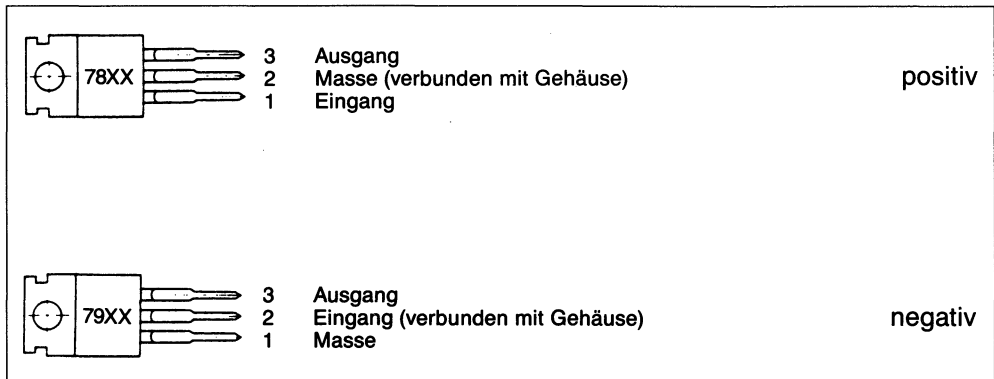 3 Ausgang
78XX 2 Masse (verbunden mit Gehäuse) positiv
1 Eingang
3 Ausgang
79XX 2 Eingang (verbunden mit Gehäuse) negativ
1 Masse